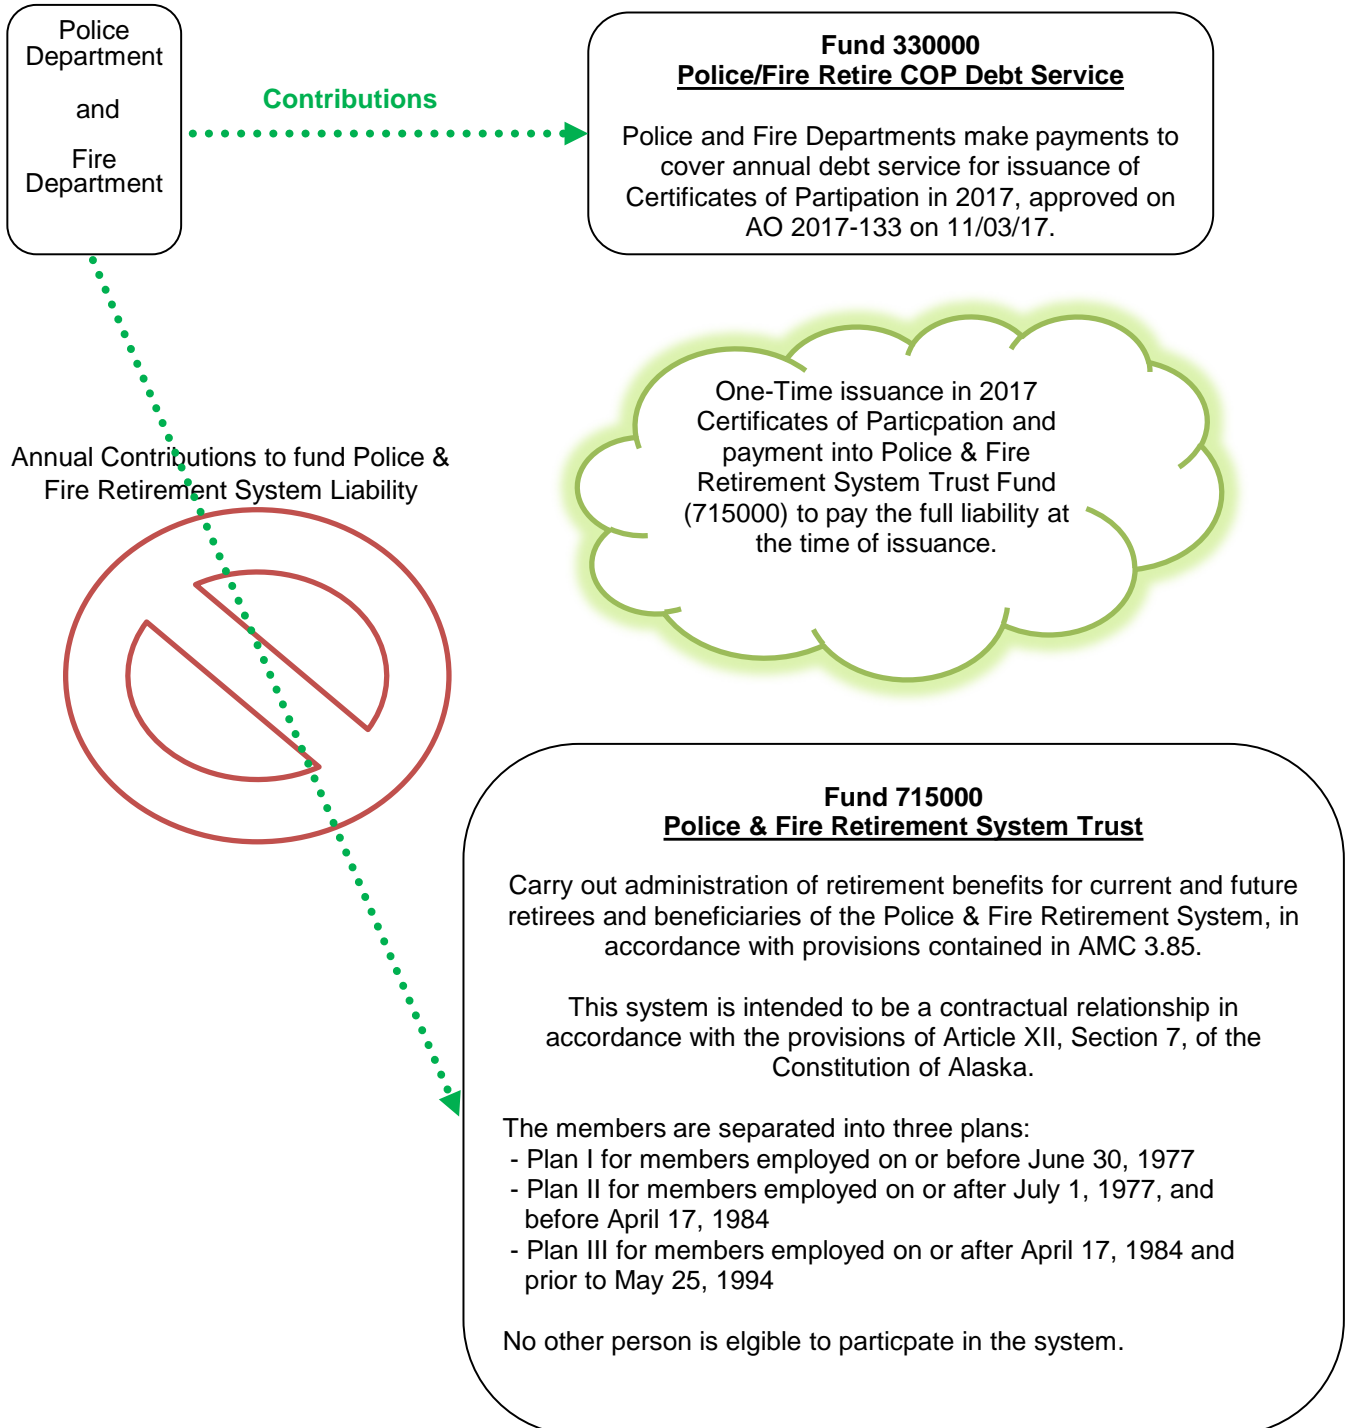 Police
Department
and
Fire
Department
Contributions
Fund 330000
Police/Fire Retire COP Debt Service
Police and Fire Departments make payments to
cover annual debt service for issuance of
Certificates of Partipation in 2017, approved on
AO 2017-133 on 11/03/17.
One-Time issuance in 2017
Certificates of Particpation and
payment into Police & Fire
Retirement System Trust Fund
(715000) to pay the full liability at
the time of issuance.
Annual Contributions to fund Police &
Fire Retirement System Liability
Fund 715000
Police & Fire Retirement System Trust
Carry out administration of retirement benefits for current and future
retirees and beneficiaries of the Police & Fire Retirement System, in
accordance with provisions contained in AMC 3.85.
This system is intended to be a contractual relationship in
accordance with the provisions of Article XII, Section 7, of the
Constitution of Alaska.
The members are separated into three plans:
- Plan I for members employed on or before June 30, 1977
- Plan II for members employed on or after July 1, 1977, and
before April 17, 1984
- Plan III for members employed on or after April 17, 1984 and
prior to May 25, 1994
No other person is elgible to particpate in the system.